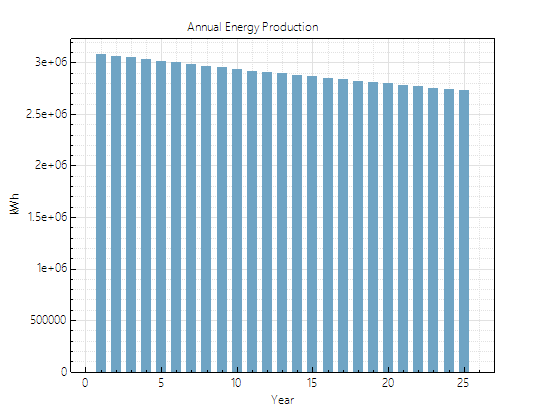 Annual Energy Production
3e+06
2.5e+06
2e+06
1.5e+06
1e+06
500000
0
kWh
0 5 10 15 20 25
Year